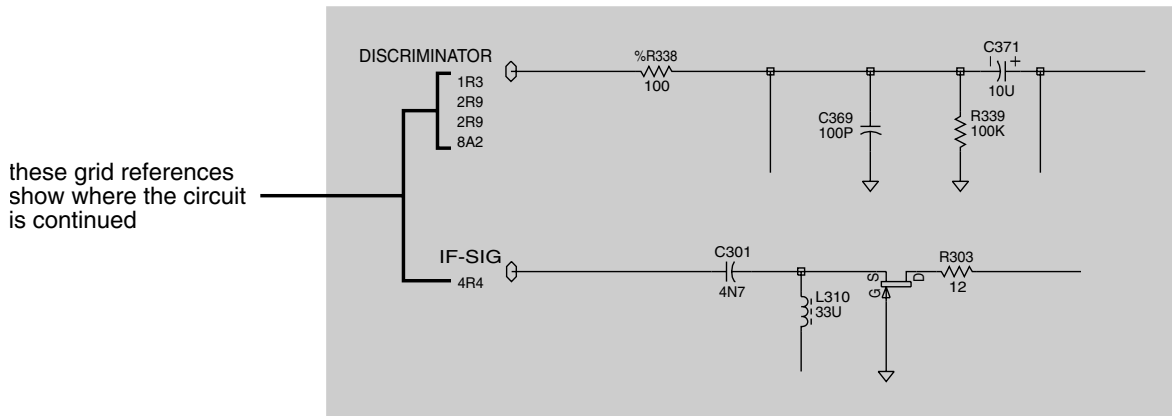 DISCRIMINATOR
1R3
2R9
2R9
8A2
%R338
100
C369
100P
R339
100K
C371
– +
10U
these grid references
show where the circuit
is continued
IF-SIG
4R4
C301
4N7
L310
33U
G S D
R303
12